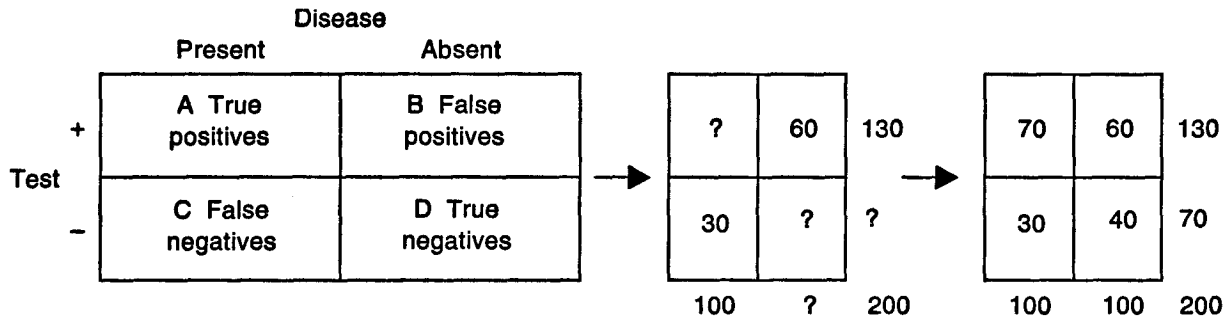 Disease
Present Absent
+ A True positives B False positives
Test
− C False negatives D True negatives
? 60 130
30 ? ?
100 ? 200
70 60 130
30 40 70
100 100 200